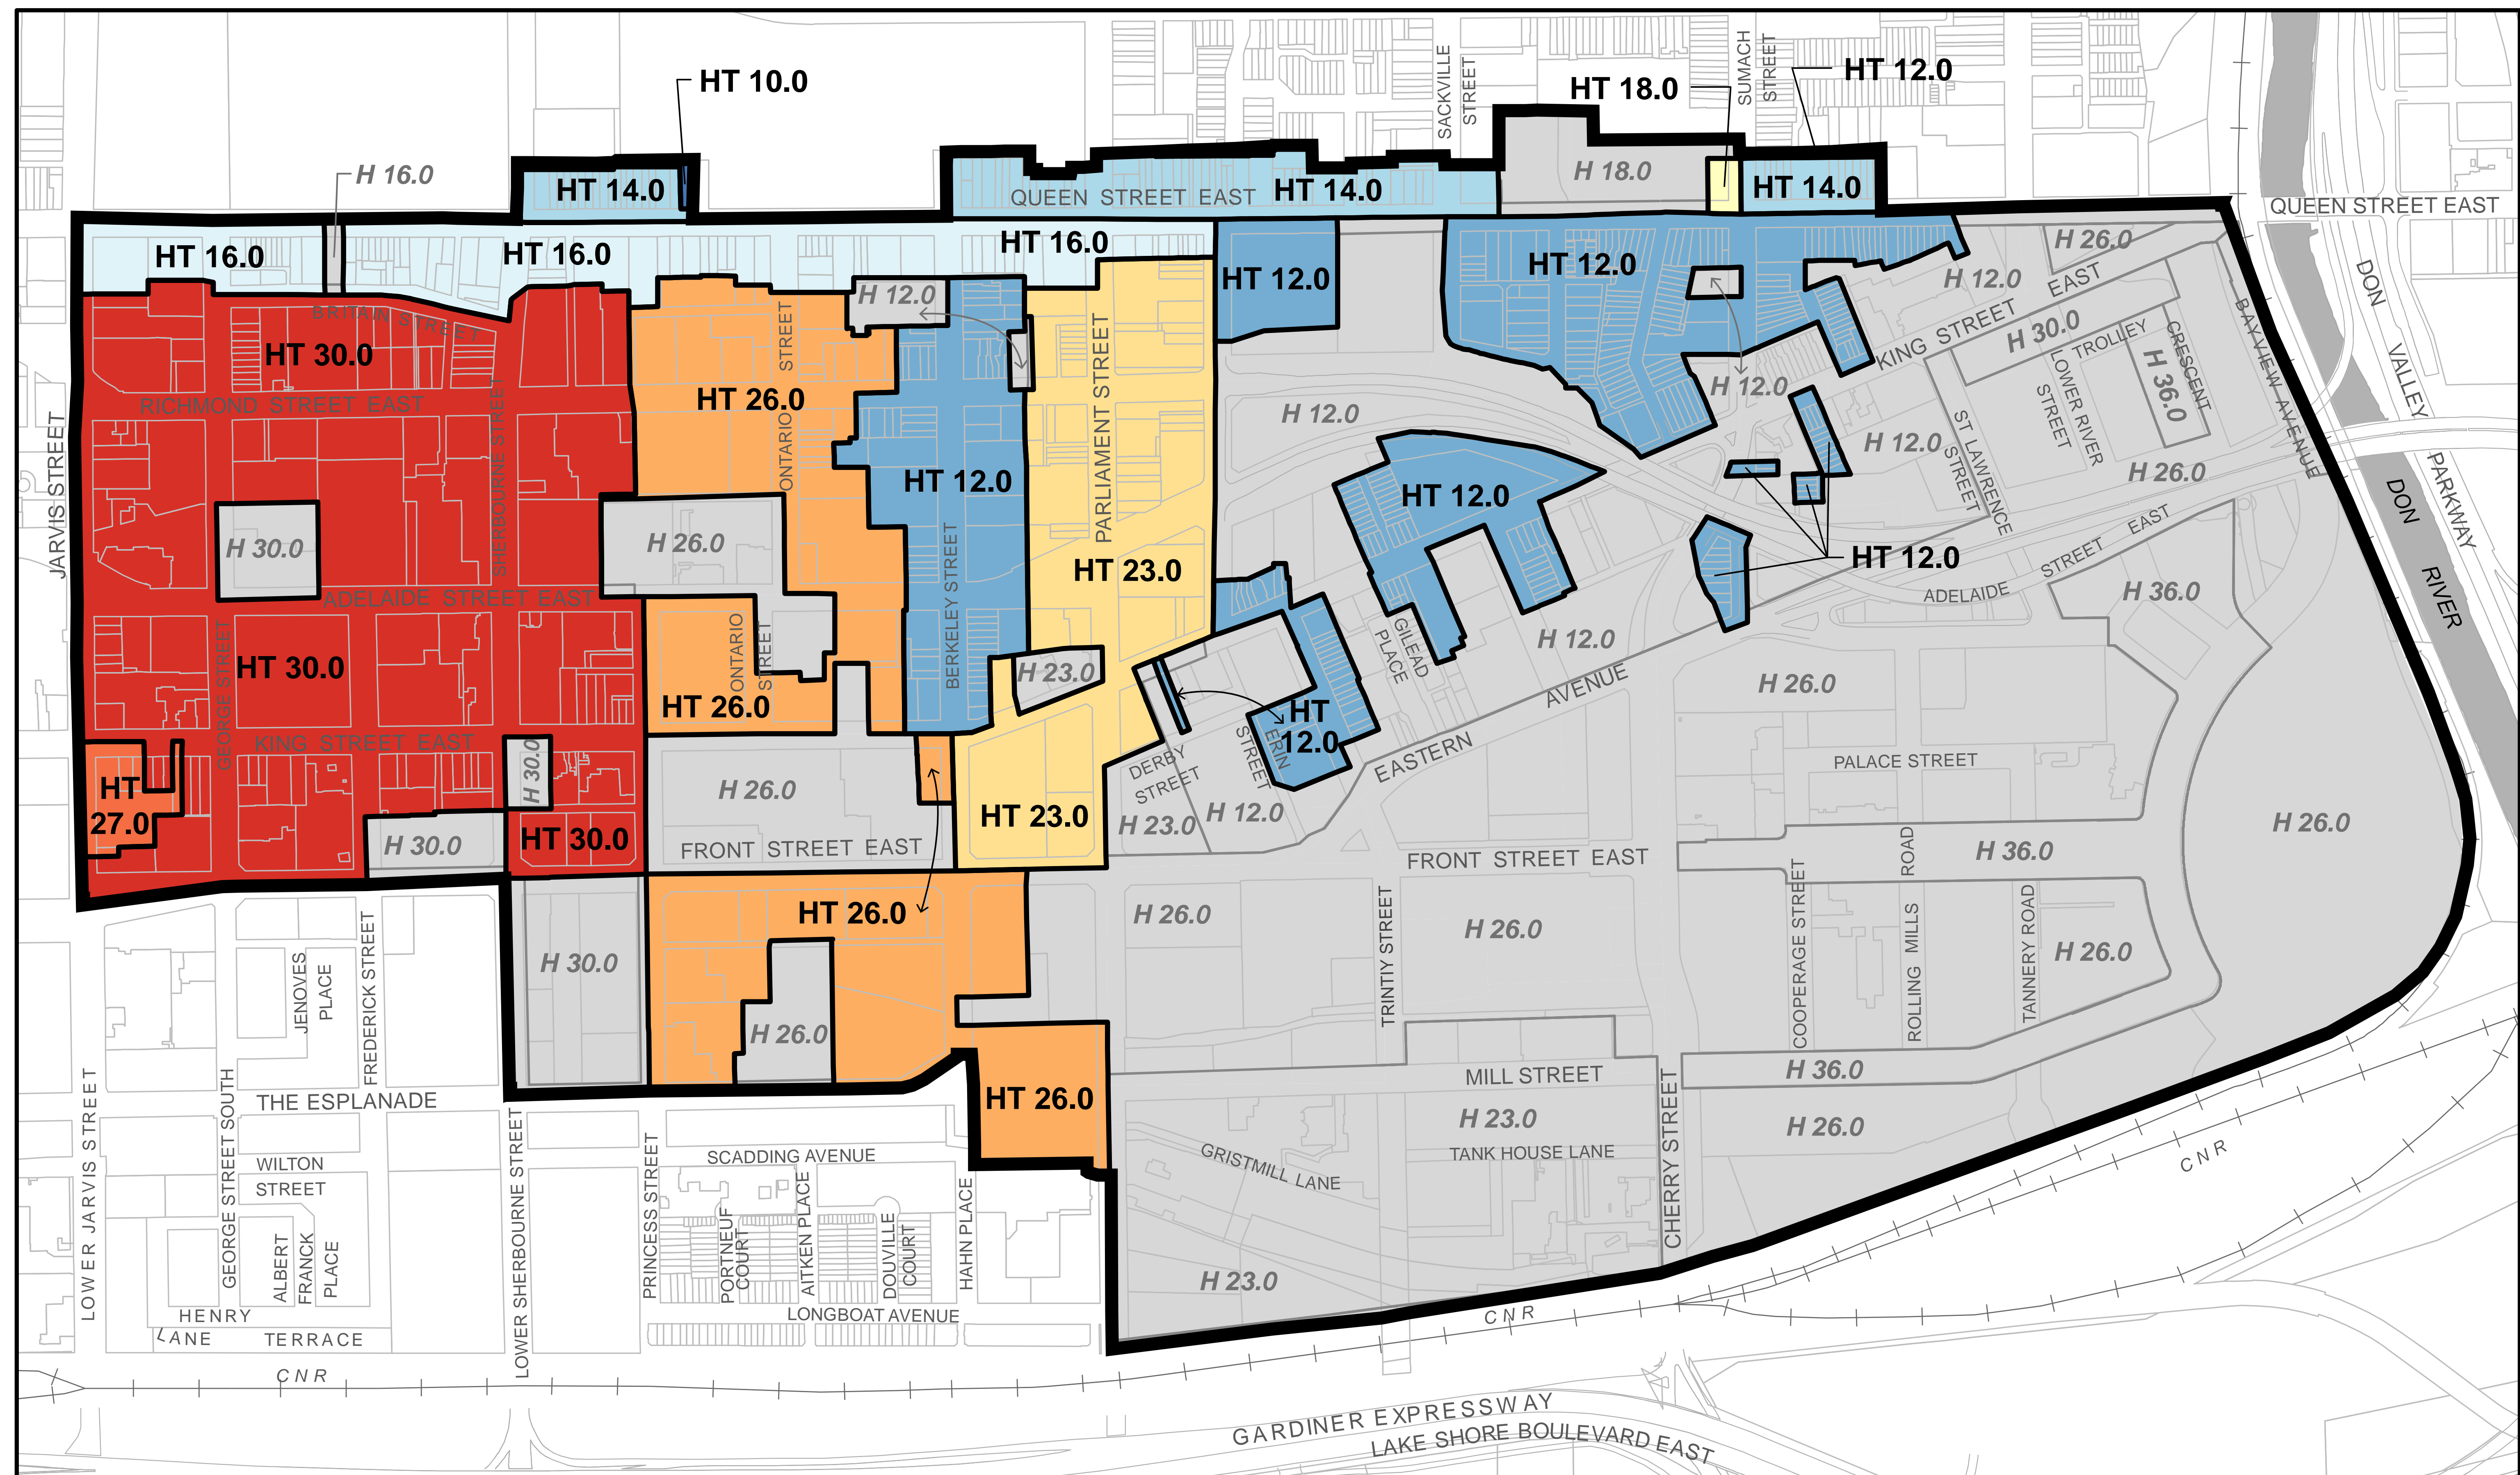 HT 10.0
HT 18.0
SUMACH
STREET
HT 12.0
SACKVILLE
STREET
H 16.0
HT 14.0
QUEEN STREET EAST
HT 14.0
H 18.0
HT 14.0
QUEEN STREET EAST
HT 16.0
HT 16.0
HT 16.0
HT 12.0
HT 12.0
H 26.0
H 12.0
H 12.0
BRITAIN STREET
HT 30.0
STREET
ONTARIO
HT 26.0
KING STREET EAST
H 30.0
TROLLEY
CRESCENT
H 36.0
LOWER RIVER
STREET
BAYVIEW AVENUE
DON
VALLEY
PARKWAY
RICHMOND STREET EAST
SHERBOURNE STREET
PARLIAMENT STREET
H 12.0
H 12.0
H 12.0
ST LAWRENCE
STREET
H 26.0
JARVIS STREET
HT 12.0
HT 12.0
HT 12.0
H 30.0
H 26.0
HT 23.0
DON
RIVER
ADELAIDE STREET EAST
BERKELEY STREET
ADELAIDE
STREET EAST
H 36.0
GILEAD
PLACE
H 12.0
GEORGE STREET
HT 30.0
ONTARIO
STREET
HT 26.0
H 23.0
H 26.0
EASTERN
AVENUE
KING STREET EAST
HT
12.0
ERIN
STREET
DERBY
STREET
PALACE STREET
HT
27.0
H 30.0
H 26.0
HT 23.0
H 23.0
H 12.0
H 26.0
HT 30.0
H 30.0
FRONT STREET EAST
FRONT STREET EAST
H 36.0
HT 26.0
H 26.0
H 26.0
TRINTIY STREET
COOPERAGE STREET
ROLLING MILLS
ROAD
TANNERY ROAD
H 26.0
H 30.0
JENOVES
PLACE
FREDERICK STREET
H 26.0
H 36.0
MILL STREET
HT 26.0
THE ESPLANADE
H 23.0
H 26.0
CHERRY STREET
TANK HOUSE LANE
GRISTMILL LANE
CNR
LOWER JARVIS STREET
GEORGE STREET SOUTH
WILTON
STREET
LOWER SHERBOURNE STREET
PRINCESS STREET
SCADDING AVENUE
PORTNEUF
COURT
AITKEN PLACE
DOUVILLE
COURT
HAHN PLACE
ALBERT
FRANCK
PLACE
H 23.0
HENRY
LANE
TERRACE
LONGBOAT AVENUE
CNR
CNR
GARDINER EXPRESSWAY
LAKE SHORE BOULEVARD EAST